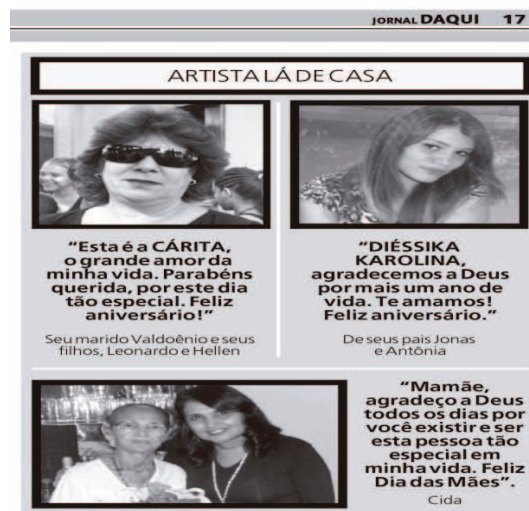 JORNAL DAQUI 17
ARTISTA LÁ DE CASA
"Esta é a CÁRITA,
o grande amor da
minha vida. Parabéns
querida, por este dia
tão especial. Feliz
aniversário!"
Seu marido Valdoênio e seus
filhos, Leonardo e Hellen
"DIÉSSIKA
KAROLINA,
agradecemos a Deus
por mais um ano de
vida. Te amamos!
Feliz aniversário."
De seus pais Jonas
e Antônia
"Mamãe,
agradeço a Deus
todos os dias por
você existir e ser
esta pessoa tão
especial em
minha vida. Feliz
Dia das Mães".
Cida